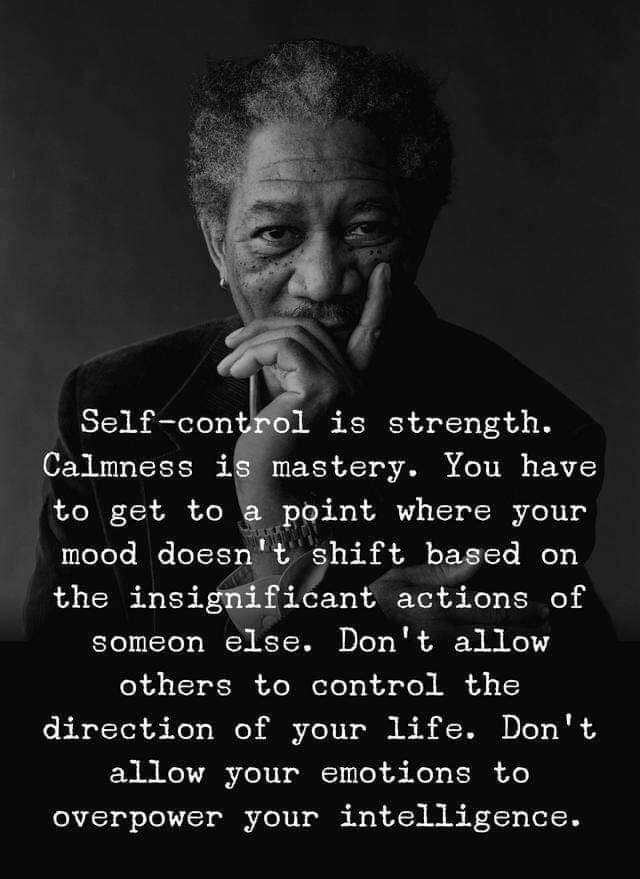 Self-control is strength.
Calmness is mastery. You have
to get to a point where your
mood doesn't shift based on
the insignificant actions of
someon else. Don't allow
others to control the
direction of your life. Don't
allow your emotions to
overpower your intelligence.